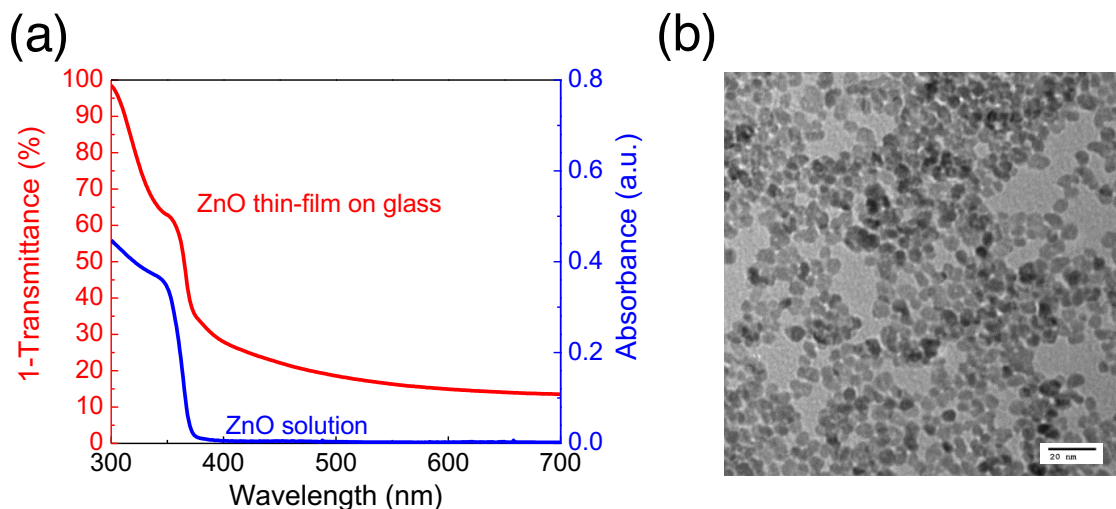 (a)
(b)
100
90
80
70
60
50
40
30
20
10
0
1-Transmittance (%)
0.8
0.6
0.4
0.2
0.0
Absorbance (a.u.)
ZnO thin-film on glass
ZnO solution
300
400
500
600
700
Wavelength (nm)
20 nm